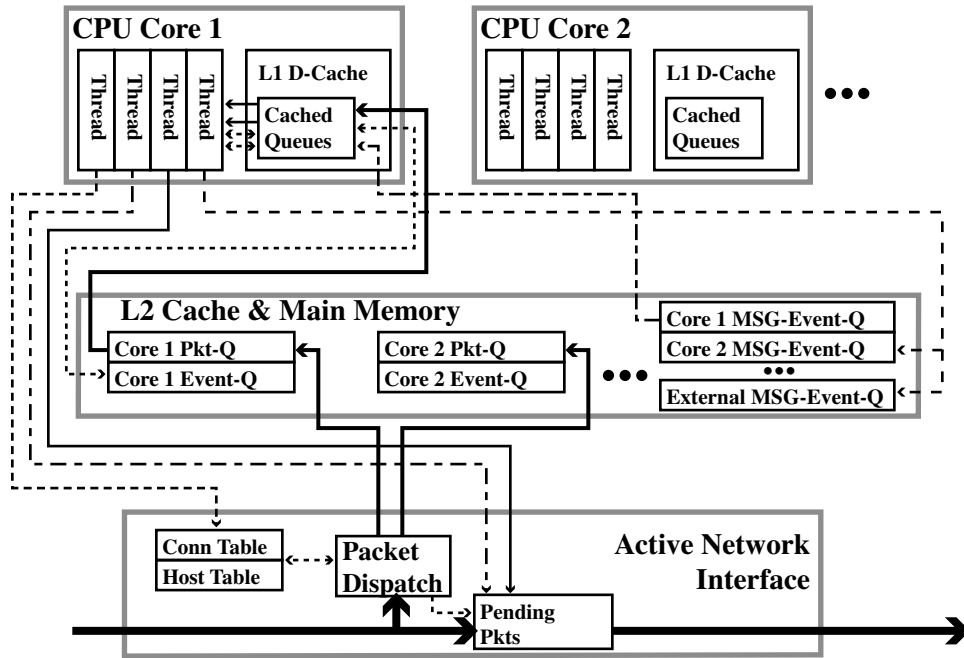 CPU Core 1
Thread
Thread
Thread
Thread
L1 D-Cache
Cached
Queues
CPU Core 2
Thread
Thread
Thread
Thread
L1 D-Cache
Cached
Queues
L2 Cache & Main Memory
Core 1 Pkt-Q
Core 1 Event-Q
Core 2 Pkt-Q
Core 2 Event-Q
Core 1 MSG-Event-Q
Core 2 MSG-Event-Q
External MSG-Event-Q
Conn Table
Host Table
Packet
Dispatch
Pending
Pkts
Active Network
Interface